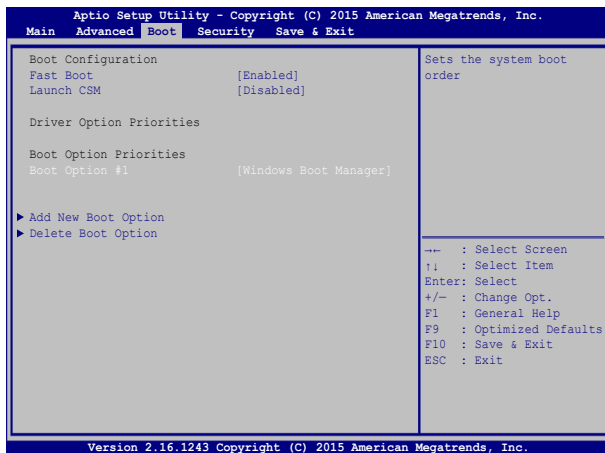 Aptio Setup Utility - Copyright (C) 2015 American Megatrends, Inc.
Main Advanced Boot Security Save & Exit
Boot Configuration
Fast Boot [Enabled]
Launch CSM [Disabled]
Driver Option Priorities
Boot Option Priorities
Boot Option #1 [Windows Boot Manager]
Add New Boot Option
Delete Boot Option
Sets the system boot
order
→← : Select Screen
↑↓ : Select Item
Enter: Select
+/— : Change Opt.
F1 : General Help
F9 : Optimized Defaults
F10 : Save & Exit
ESC : Exit
Version 2.16.1243 Copyright (C) 2015 American Megatrends, Inc.